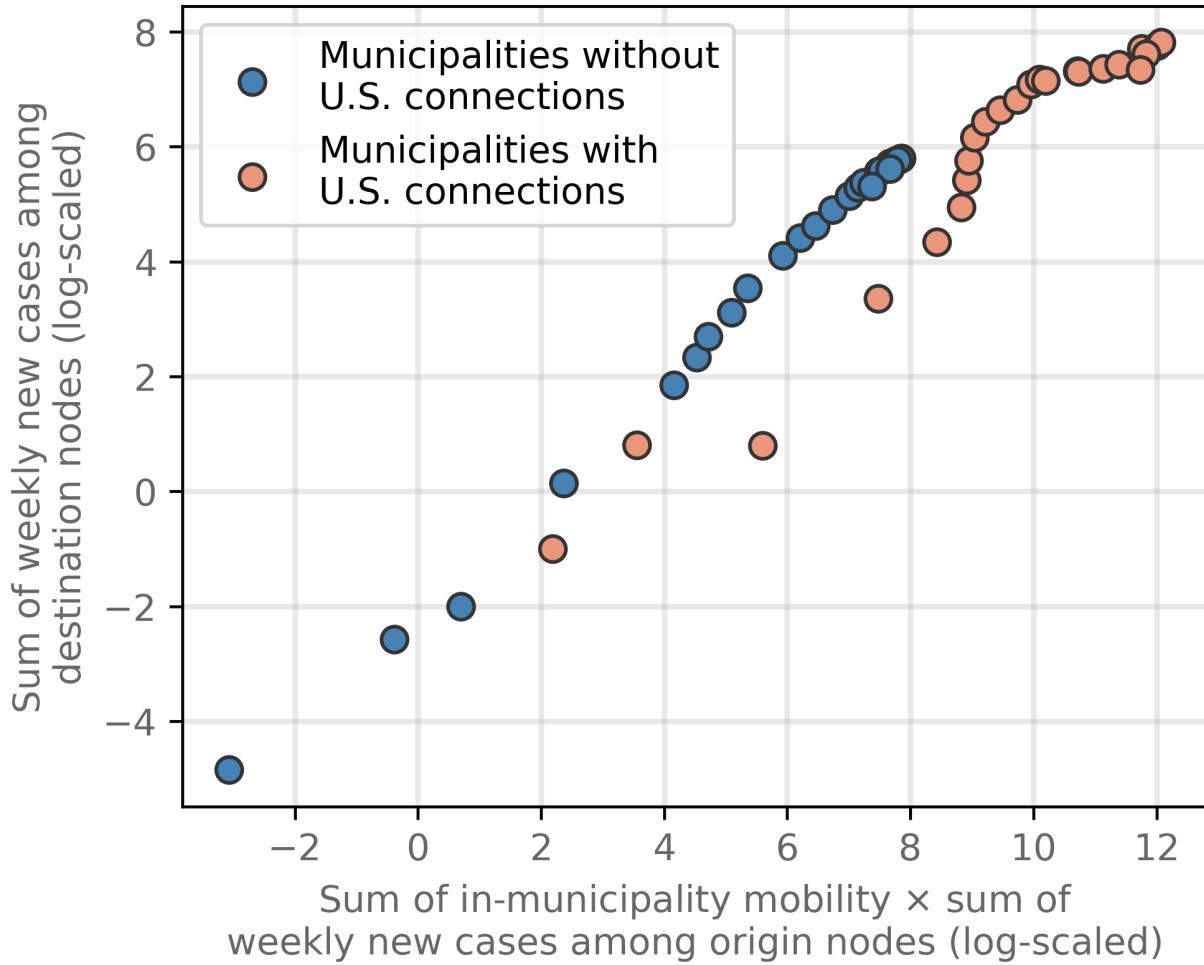 Municipalities without
U.S. connections
Municipalities with
U.S. connections
Sum of weekly new cases among
destination nodes (log-scaled)
8
6
4
2
0
−2
−4
−2 0 2 4 6 8 10 12
Sum of in-municipality mobility × sum of
weekly new cases among origin nodes (log-scaled)